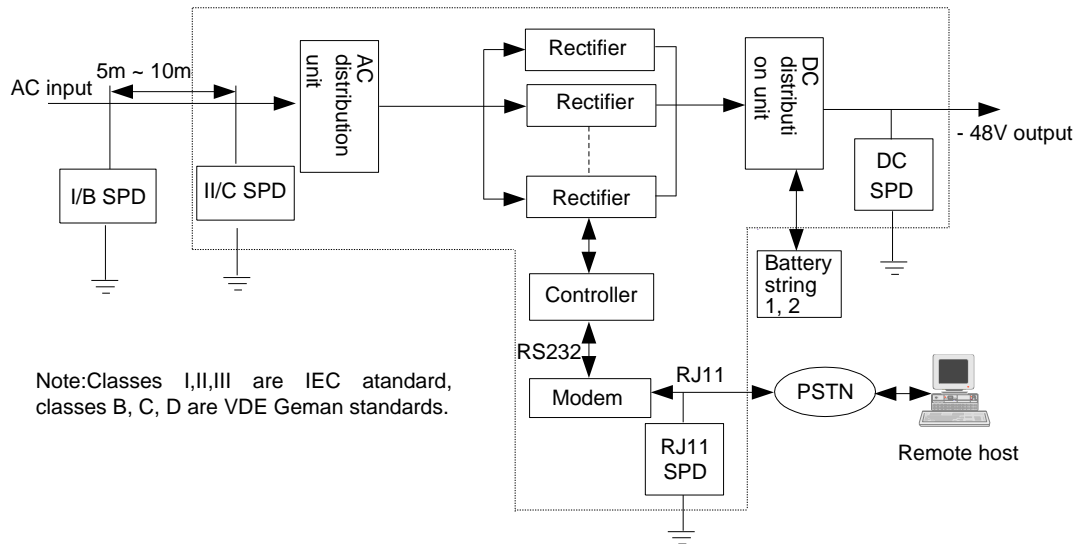 AC input
5m ~ 10m
I/B SPD
II/C SPD
AC
distribution
unit
Rectifier
Rectifier
Rectifier
DC
distributi
on unit
- 48V output
DC
SPD
Battery
string
1, 2
Controller
RS232
Modem
RJ11
RJ11
SPD
PSTN
Remote host
Note:Classes I,II,III are IEC atandard,
classes B, C, D are VDE Geman standards.